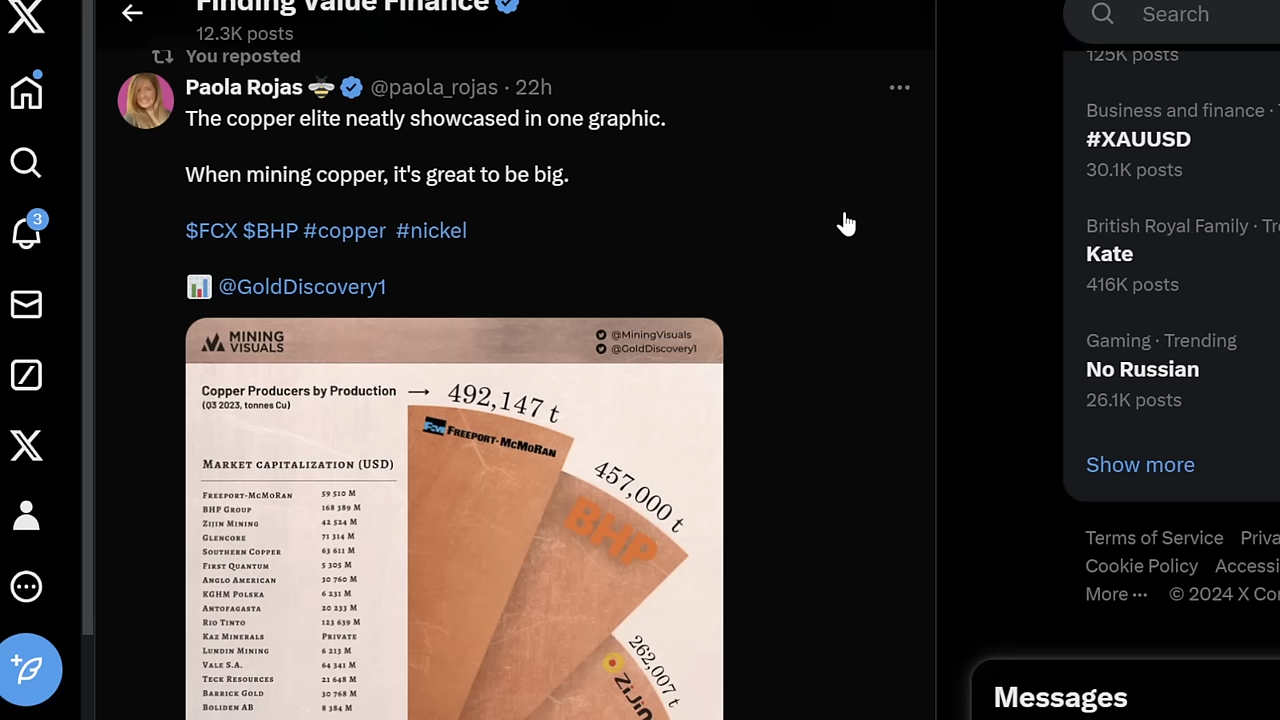 Finding Value Finance
12.3K posts
You reposted
Paola Rojas @paola_rojas · 22h
The copper elite neatly showcased in one graphic.
When mining copper, it's great to be big.
$FCX $BHP #copper #nickel
@GoldDiscovery1
MINING
VISUALS
@MiningVisuals
@GoldDiscovery1
Copper Producers by Production
(Q3 2023, tonnes Cu)
492,147 t
FCX FREEPORT-MCMORAN
457,000 t
BHP
262,007 t
ZIJIN
MARKET CAPITALIZATION (USD)
FREEPORT-MCMORAN 59 510 M
BHP GROUP 168 389 M
ZIJIN MINING 42 524 M
GLENCORE 71 314 M
SOUTHERN COPPER 63 611 M
FIRST QUANTUM 5 305 M
ANGLO AMERICAN 30 760 M
KGHM POLSKA 6 231 M
ANTOFAGASTA 20 233 M
RIO TINTO 123 639 M
KAZ MINERALS PRIVATE
LUNDIN MINING 6 213 M
VALE S.A. 64 341 M
TECK RESOURCES 21 648 M
BARRICK GOLD 30 768 M
BOLIDEN AB 8 384 M
3
Search
125K posts
Business and finance ·
#XAUUSD
30.1K posts
British Royal Family ·
Kate
416K posts
Gaming · Trending
No Russian
26.1K posts
Show more
Terms of Service
Cookie Policy
More ··· © 2024 X
Messages